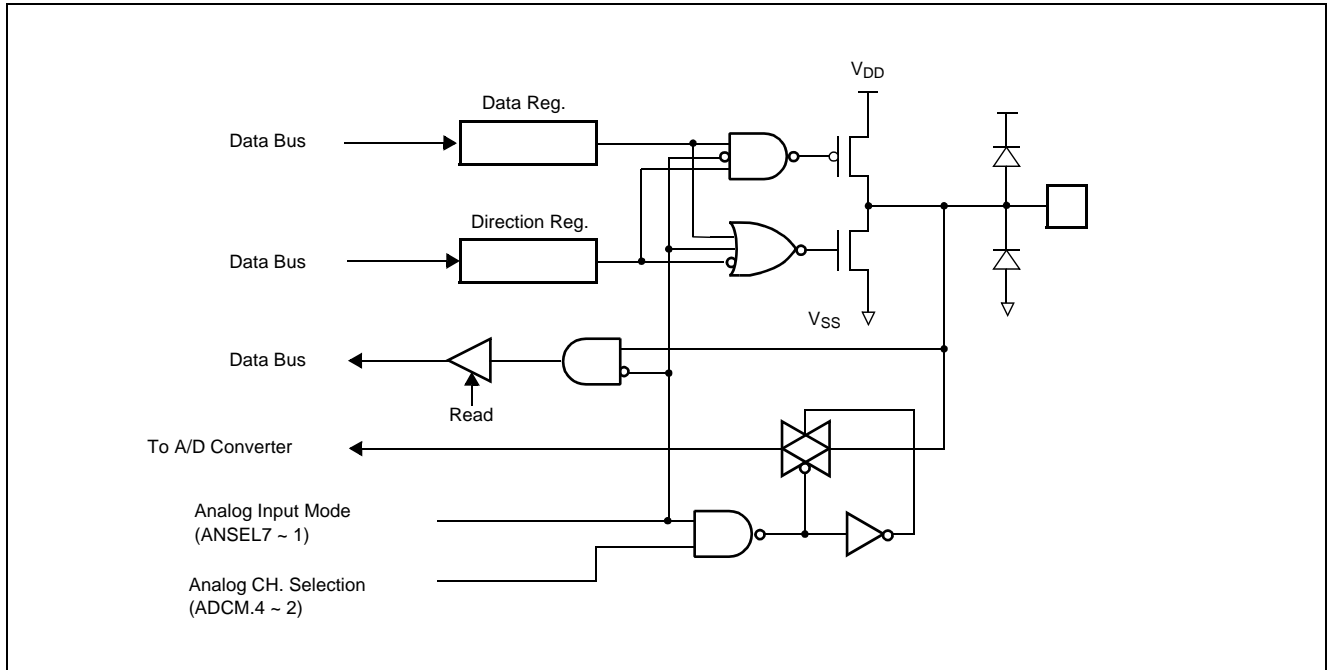 VDD
Data Reg.
Data Bus
Direction Reg.
Data Bus
VSS
Data Bus
Read
To A/D Converter
Analog Input Mode
(ANSEL7 ~ 1)
Analog CH. Selection
(ADCM.4 ~ 2)